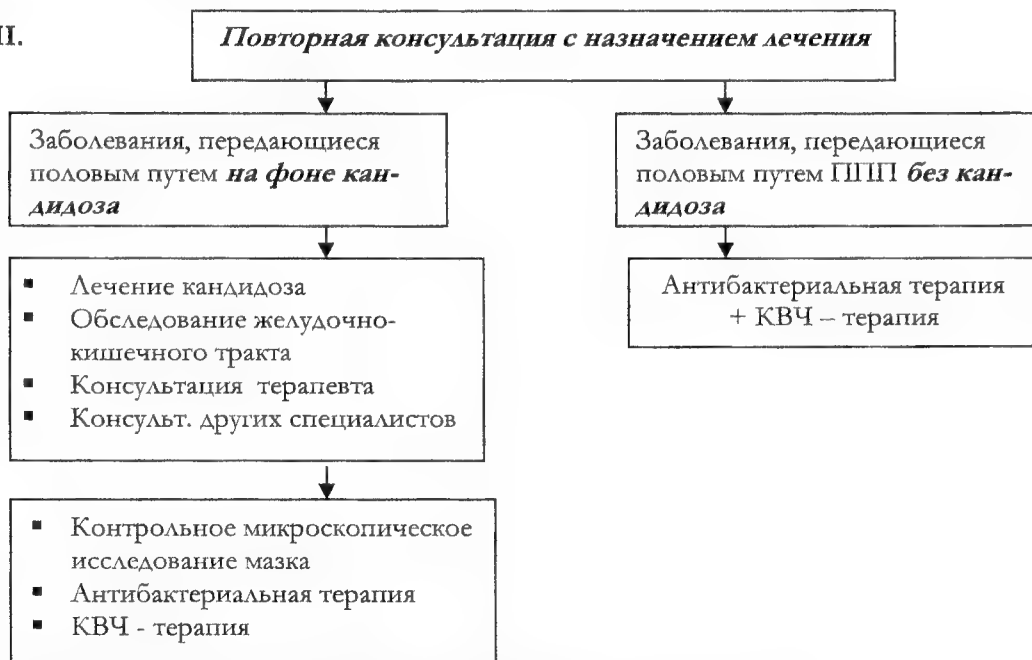 II.
Повторная консультация с назначением лечения
Заболевания, передающиеся
половым путем на фоне кан-
дидоза
Заболевания, передающиеся
половым путем ППП без кан-
дидоза
▪ Лечение кандидоза
▪ Обследование желудочно-
кишечного тракта
▪ Консультация терапевта
▪ Консульт. других специалистов
Антибактериальная терапия
+ КВЧ – терапия
▪ Контрольное микроскопическое
исследование мазка
▪ Антибактериальная терапия
▪ КВЧ - терапия